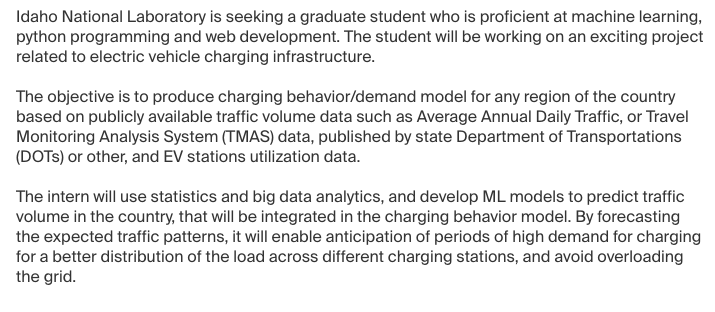 Idaho National Laboratory is seeking a graduate student who is proficient at machine learning,
python programming and web development. The student will be working on an exciting project
related to electric vehicle charging infrastructure.
The objective is to produce charging behavior/demand model for any region of the country
based on publicly available traffic volume data such as Average Annual Daily Traffic, or Travel
Monitoring Analysis System (TMAS) data, published by state Department of Transportations
(DOTs) or other, and EV stations utilization data.
The intern will use statistics and big data analytics, and develop ML models to predict traffic
volume in the country, that will be integrated in the charging behavior model. By forecasting
the expected traffic patterns, it will enable anticipation of periods of high demand for charging
for a better distribution of the load across different charging stations, and avoid overloading
the grid.